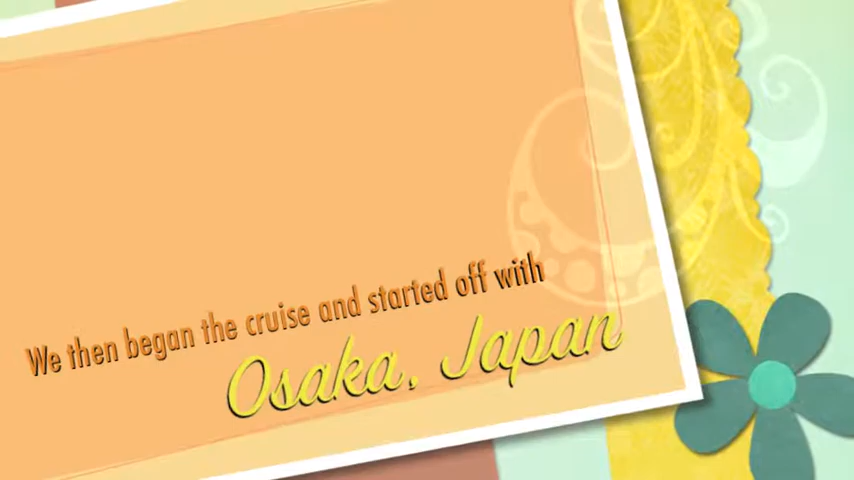 We then began the cruise and started off with
Osaka, Japan